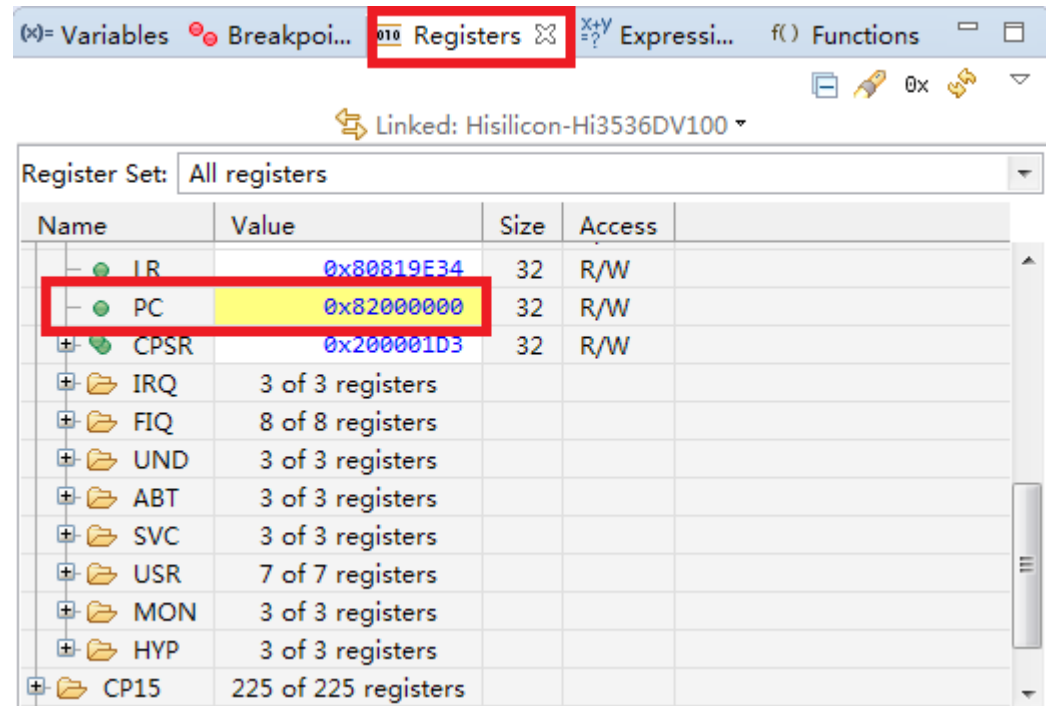 (x)= Variables Breakpoi... 010 Registers X+Y=? Expressi... f() Functions
0x
Linked: Hisilicon-Hi3536DV100
Register Set: All registers
Name Value Size Access
LR 0x80819E34 32 R/W
PC 0x82000000 32 R/W
CPSR 0x200001D3 32 R/W
IRQ 3 of 3 registers
FIQ 8 of 8 registers
UND 3 of 3 registers
ABT 3 of 3 registers
SVC 3 of 3 registers
USR 7 of 7 registers
MON 3 of 3 registers
HYP 3 of 3 registers
CP15 225 of 225 registers